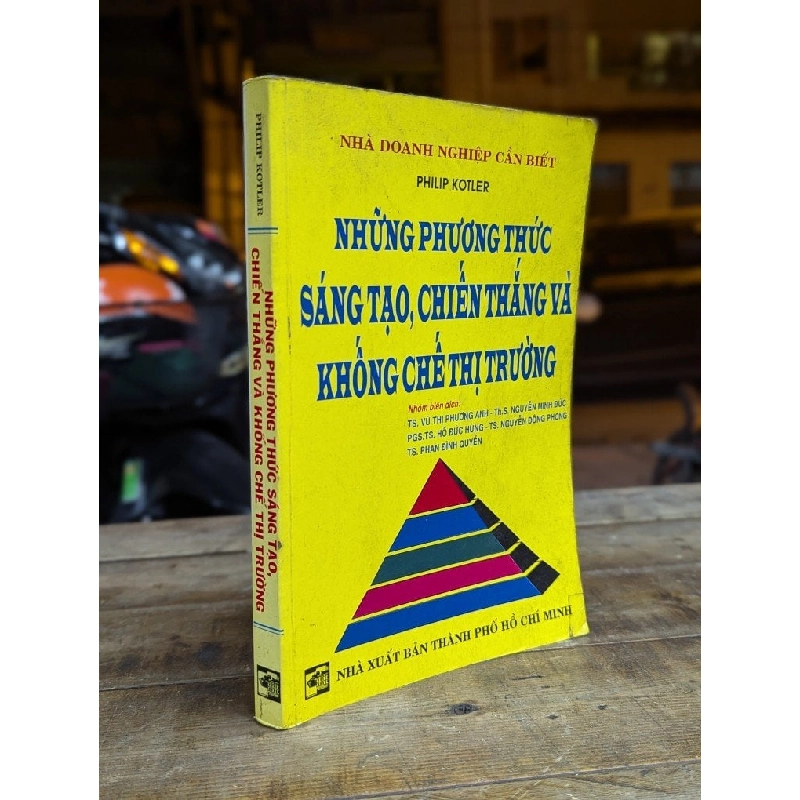 NHÀ DOANH NGHIỆP CẦN BIẾT
PHILIP KOTLER
NHỮNG PHƯƠNG THỨC
SÁNG TẠO, CHIẾN THẮNG VÀ
KHỐNG CHẾ THỊ TRƯỜNG
Nhóm biên dịch:
TS. VŨ THỊ PHƯỢNG ANH - Th.S. NGUYỄN MINH ĐỨC
PGS.TS. HỒ ĐỨC HÙNG - TS. NGUYỄN ĐÔNG PHONG
TS. PHAN ĐÌNH QUYỀN
NHÀ XUẤT BẢN THÀNH PHỐ HỒ CHÍ MINH
PHILIP KOTLER
NHỮNG PHƯƠNG THỨC SÁNG TẠO,
CHIẾN THẮNG VÀ KHỐNG CHẾ THỊ TRƯỜNG